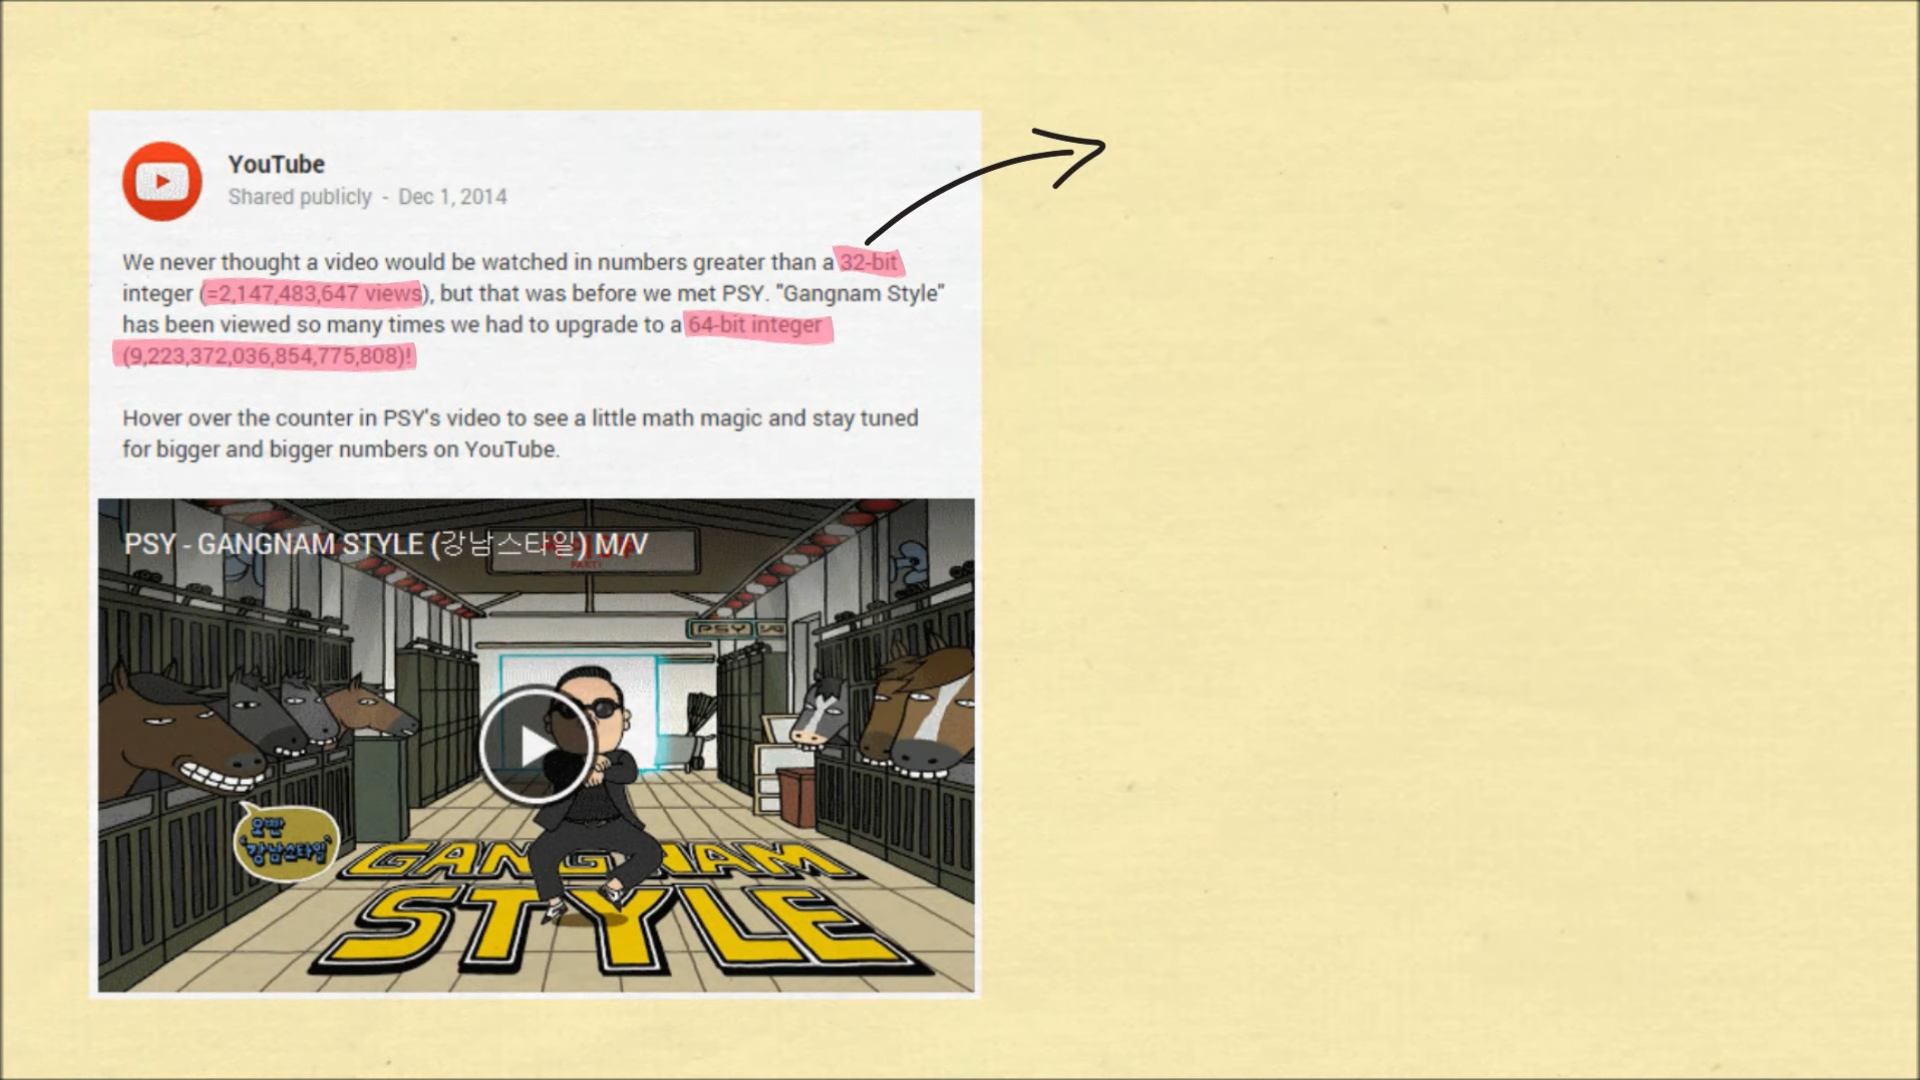 YouTube
Shared publicly - Dec 1, 2014
We never thought a video would be watched in numbers greater than a 32-bit
integer (=2,147,483,647 views), but that was before we met PSY. "Gangnam Style"
has been viewed so many times we had to upgrade to a 64-bit integer
(9,223,372,036,854,775,808)!
Hover over the counter in PSY's video to see a little math magic and stay tuned
for bigger and bigger numbers on YouTube.
PSY - GANGNAM STYLE (강남스타일) M/V
PSY
오빤
'강남스타일'
GANGNAM
STYLE